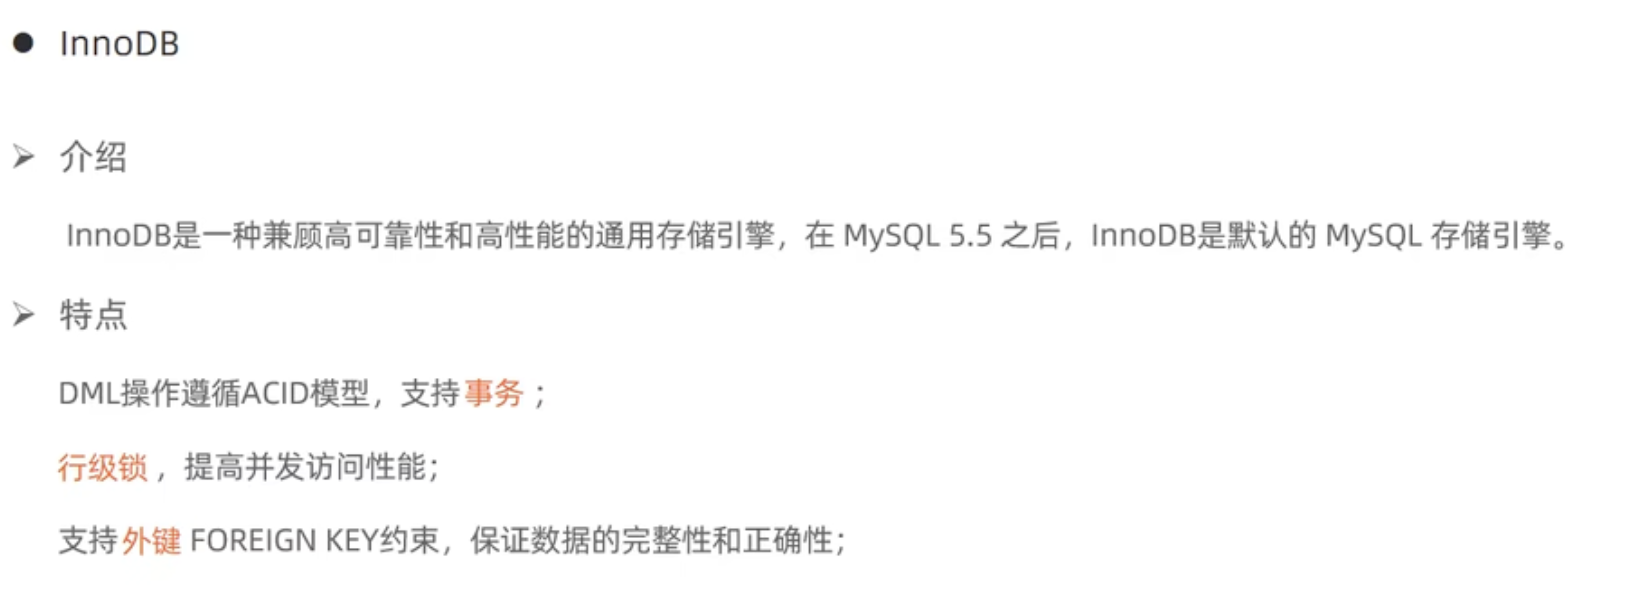 ● InnoDB
➢ 介绍
InnoDB是一种兼顾高可靠性和高性能的通用存储引擎，在 MySQL 5.5 之后，InnoDB是默认的 MySQL 存储引擎。
➢ 特点
DML操作遵循ACID模型，支持事务；
行级锁，提高并发访问性能；
支持外键 FOREIGN KEY约束，保证数据的完整性和正确性；